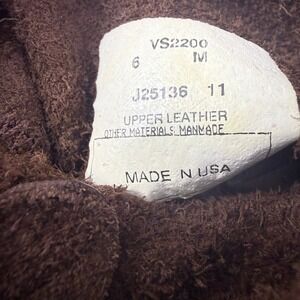 VS2200
6 M
J25136 11
UPPER LEATHER
OTHER MATERIALS MANMADE
MADE N USA